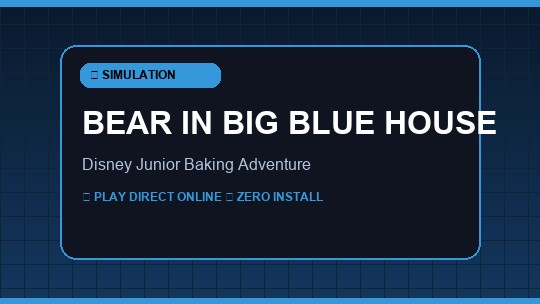 SIMULATION
BEAR IN BIG BLUE HOUSE
Disney Junior Baking Adventure
PLAY DIRECT ONLINE ZERO INSTALL